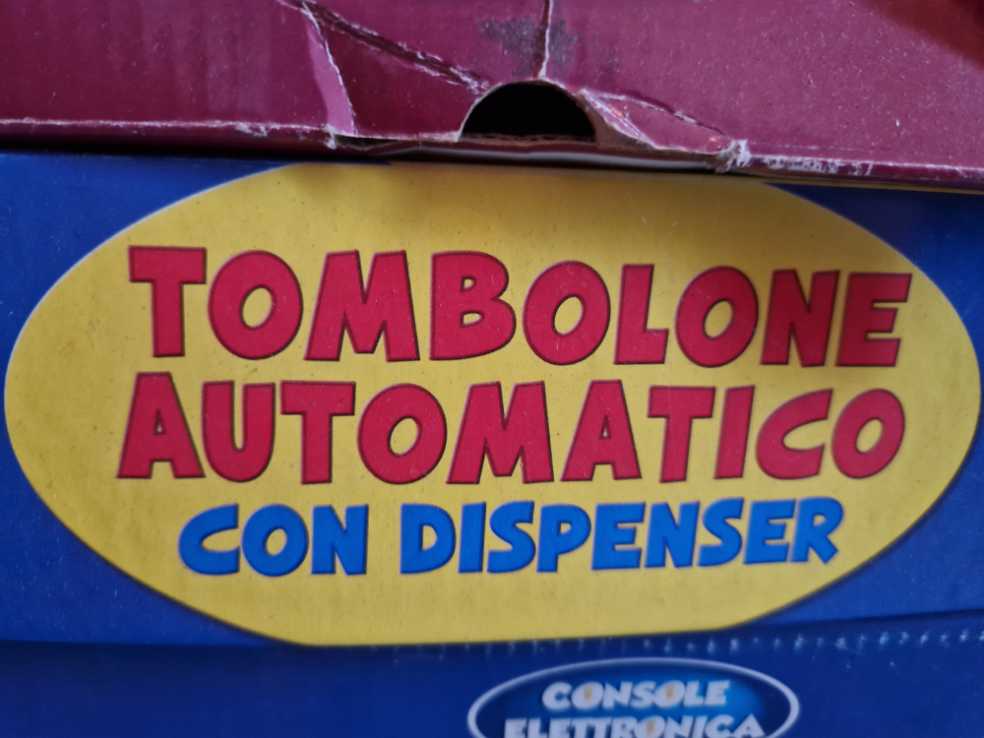 TOMBOLONE
AUTOMATICO
CON DISPENSER
CONSOLE
ELETTRONICA